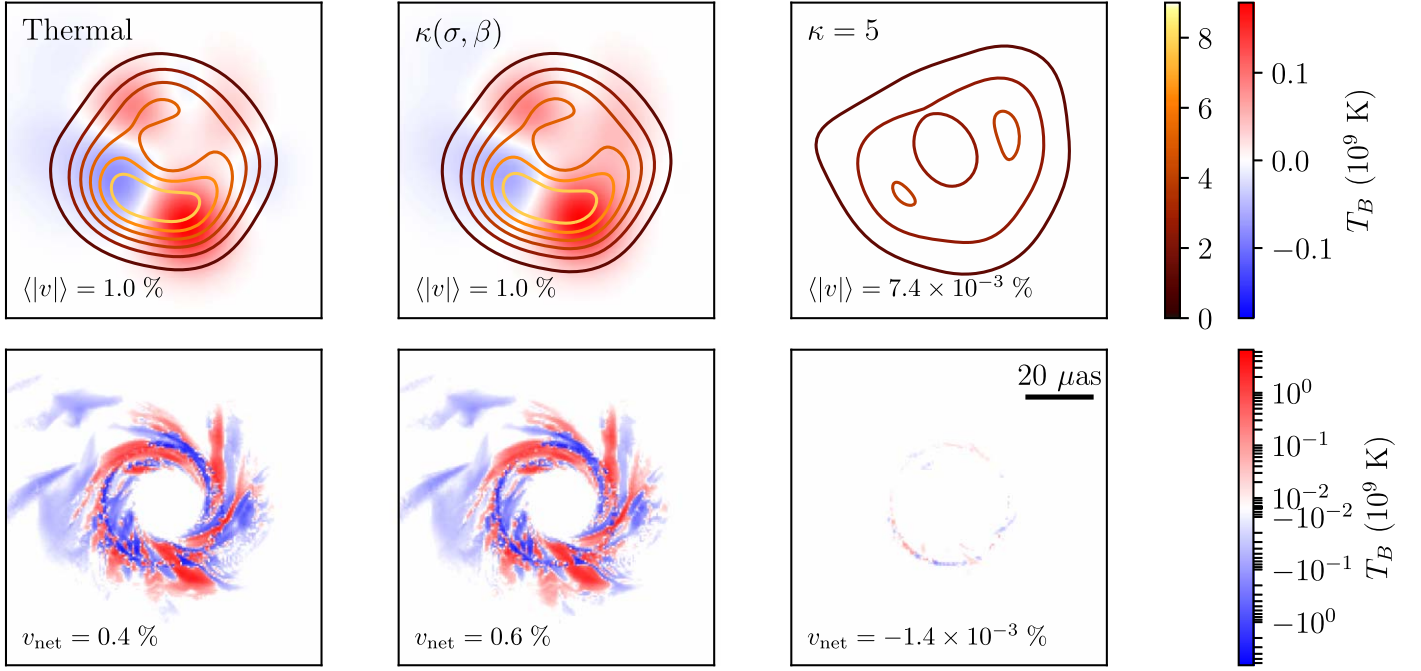 Thermal
⟨|v|⟩ = 1.0 %
κ(σ, β)
⟨|v|⟩ = 1.0 %
κ = 5
⟨|v|⟩ = 7.4 × 10⁻³ %
8
6
4
2
0
0.1
0.0
−0.1
T_B (10⁹ K)
v_net = 0.4 %
v_net = 0.6 %
20 μas
v_net = −1.4 × 10⁻³ %
10⁰
10⁻¹
10⁻²
−10⁻²
−10⁻¹
−10⁰
T_B (10⁹ K)